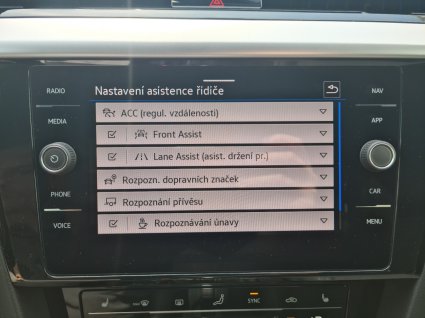 Nastavení asistence řidiče
RADIO
NAV
ACC (regul. vzdálenosti)
MEDIA
APP
Front Assist
Lane Assist (asist. držení pr.)
Rozpozn. dopravních značek
PHONE
CAR
Rozpoznání přívěsu
VOICE
MENU
Rozpoznávání únavy
SYNC